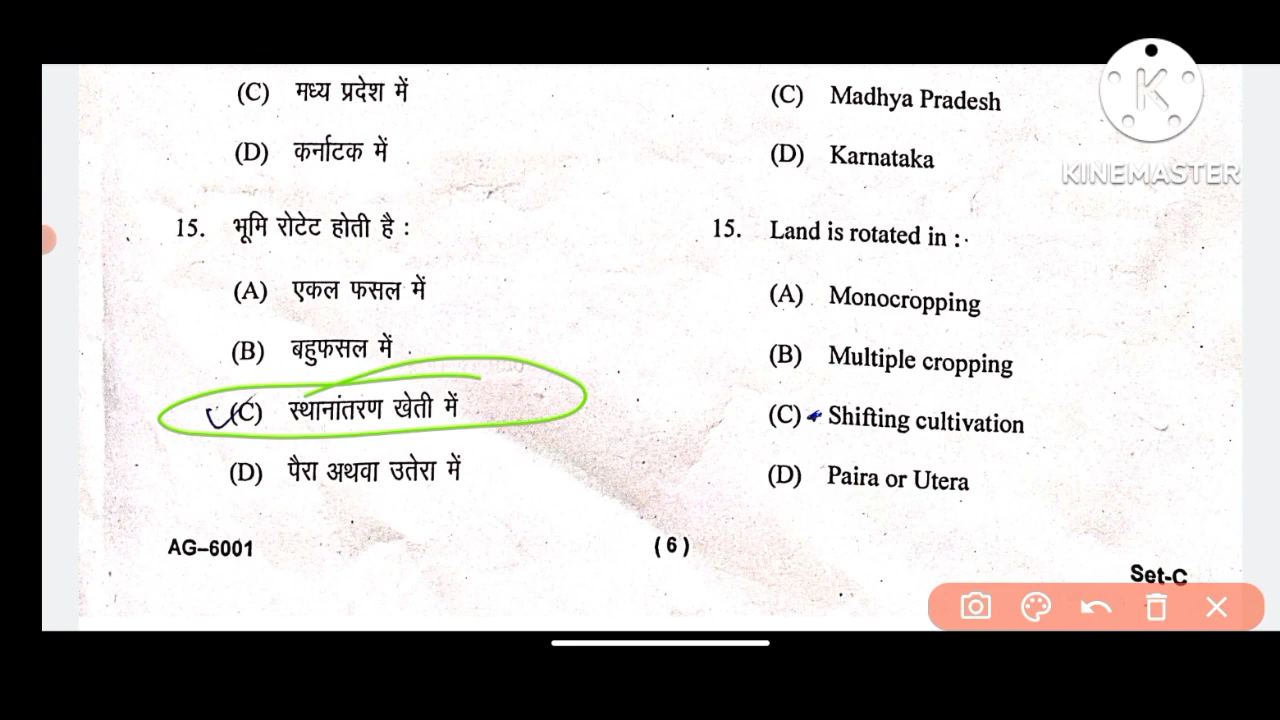 (C) मध्य प्रदेश में
(D) कर्नाटक में
15. भूमि रोटेट होती है :
(A) एकल फसल में
(B) बहुफसल में
(C) स्थानांतरण खेती में
(D) पैरा अथवा उतेरा में
AG–6001
(C) Madhya Pradesh
(D) Karnataka
15. Land is rotated in :
(A) Monocropping
(B) Multiple cropping
(C) Shifting cultivation
(D) Paira or Utera
( 6 )
Set-C
K
KINEMASTER